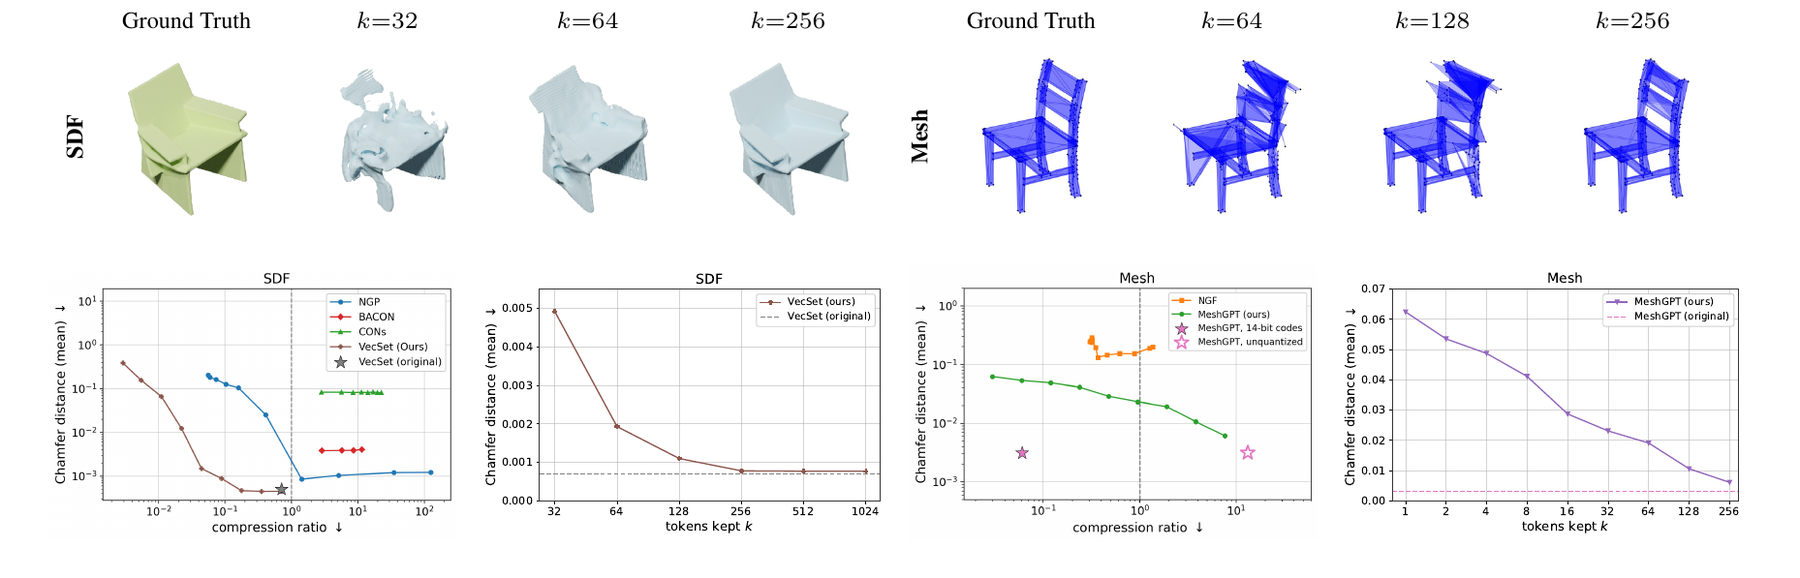 Ground Truth k=32 k=64 k=256 Ground Truth k=64 k=128 k=256
SDF
Mesh
SDF
Chamfer distance (mean) ↓
10¹
10⁰
10⁻¹
10⁻²
10⁻³
NGP
BACON
CONs
VecSet (Ours)
VecSet (original)
10⁻² 10⁻¹ 10⁰ 10¹ 10²
compression ratio ↓
SDF
Chamfer distance (mean) ↓
0.005
0.004
0.003
0.002
0.001
0.000
VecSet (ours)
VecSet (original)
32 64 128 256 512 1024
tokens kept k
Mesh
Chamfer distance (mean) ↓
10⁰
10⁻¹
10⁻²
10⁻³
NGF
MeshGPT (ours)
MeshGPT, 14-bit codes
MeshGPT, unquantized
10⁻¹ 10⁰ 10¹
compression ratio ↓
Mesh
Chamfer distance (mean) ↓
0.07
0.06
0.05
0.04
0.03
0.02
0.01
0.00
MeshGPT (ours)
MeshGPT (original)
1 2 4 8 16 32 64 128 256
tokens kept k